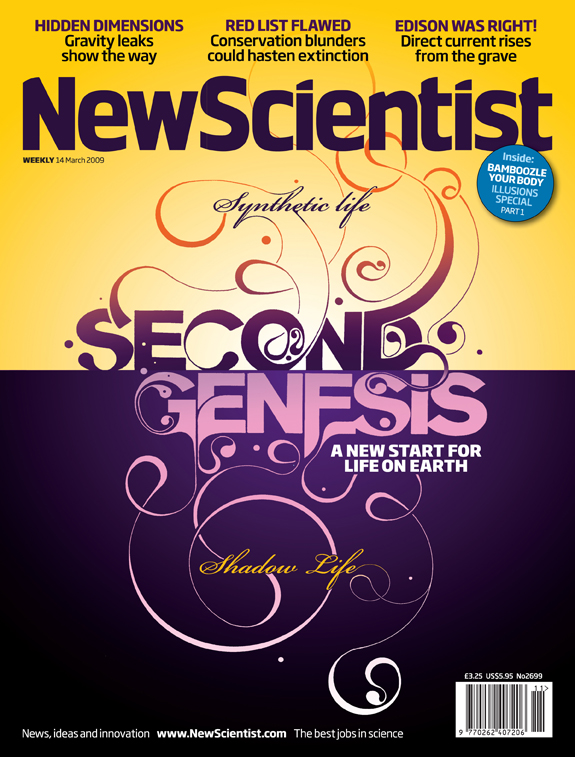 HIDDEN DIMENSIONS
Gravity leaks
show the way
RED LIST FLAWED
Conservation blunders
could hasten extinction
EDISON WAS RIGHT!
Direct current rises
from the grave
NewScientist
WEEKLY 14 March 2009
Inside:
BAMBOOZLE
YOUR BODY
ILLUSIONS
SPECIAL
PART 1
Synthetic life
SECOND
GENESIS
A NEW START FOR
LIFE ON EARTH
Shadow Life
£3.25 US$5.95 No2699
11>
9 770262 407206
News, ideas and innovation www.NewScientist.com The best jobs in science